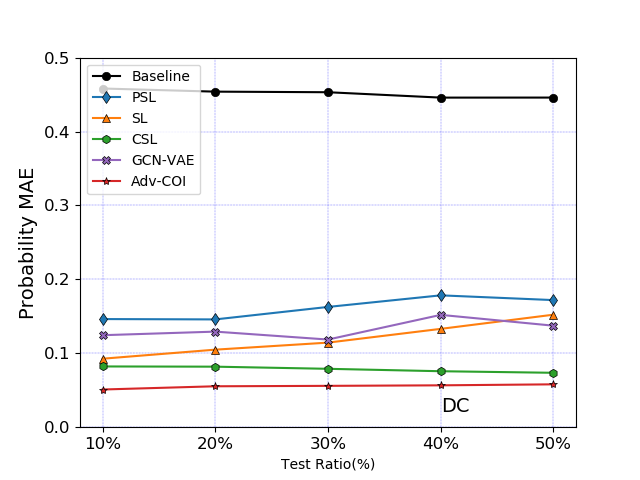 0.5
0.4
0.3
0.2
0.1
0.0
Probability MAE
Baseline
PSL
SL
CSL
GCN-VAE
Adv-COI
DC
10% 20% 30% 40% 50%
Test Ratio(%)